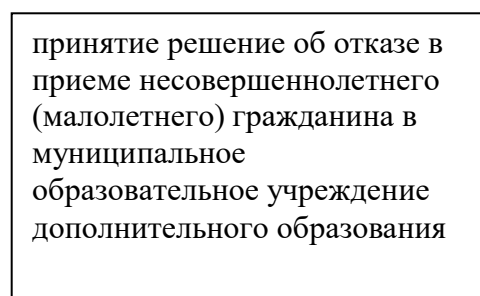 принятие решение об отказе в
приеме несовершеннолетнего
(малолетнего) гражданина в
муниципальное
образовательное учреждение
дополнительного образования